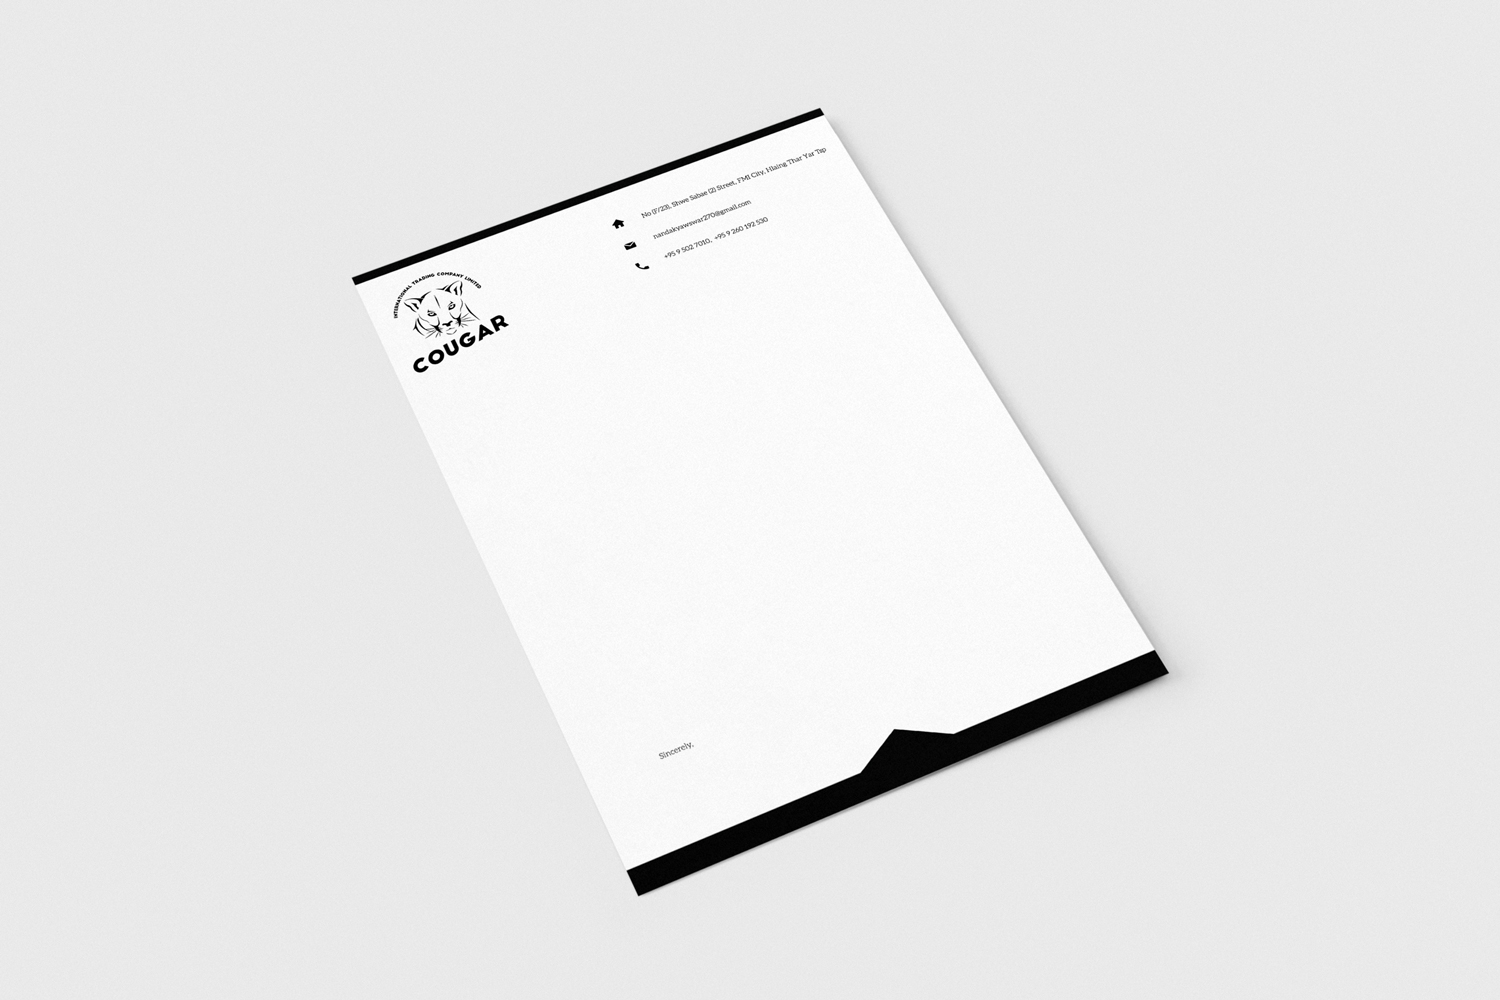 No (F/23), Shwe Sabae (2) Street, FMI City, Hlaing Thar Yar Tsp
nandakyawswar270@gmail.com
+95 9 502 7010, +95 9 260 192 530
INTERNATIONAL TRADING COMPANY LIMITED
COUGAR
Sincerely,